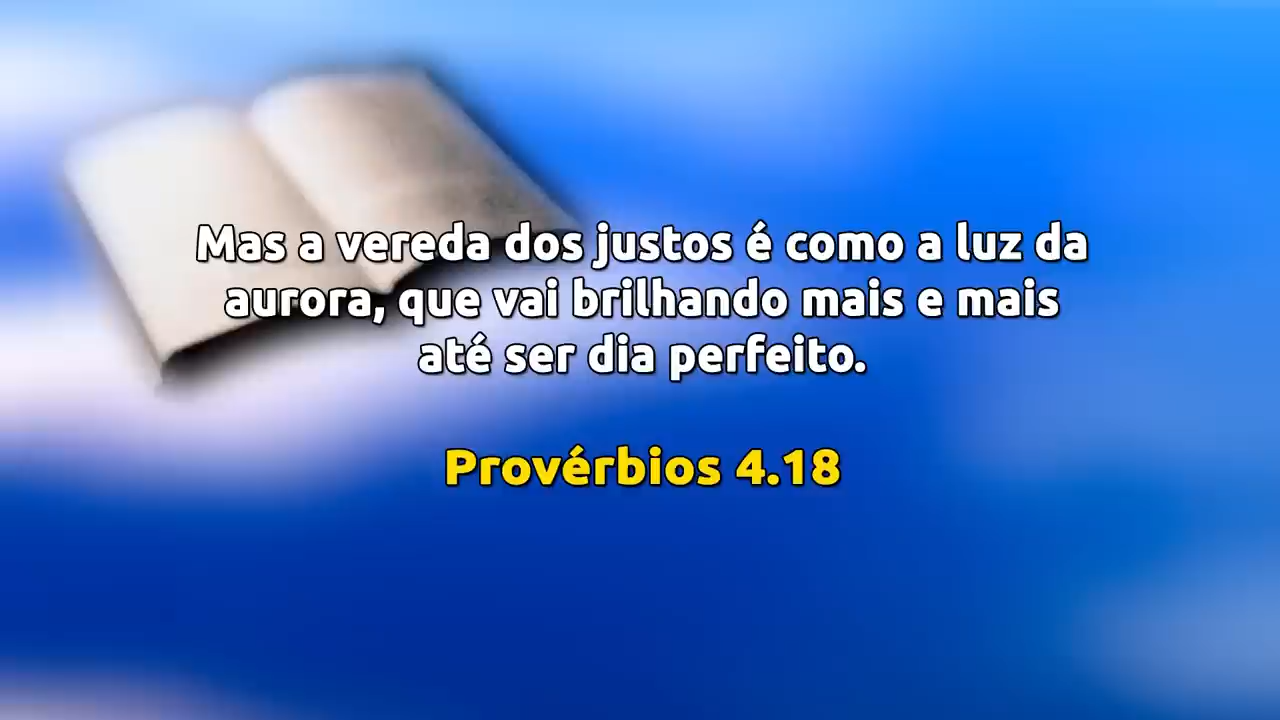 Mas a vereda dos justos é como a luz da
aurora, que vai brilhando mais e mais
até ser dia perfeito.
Provérbios 4.18